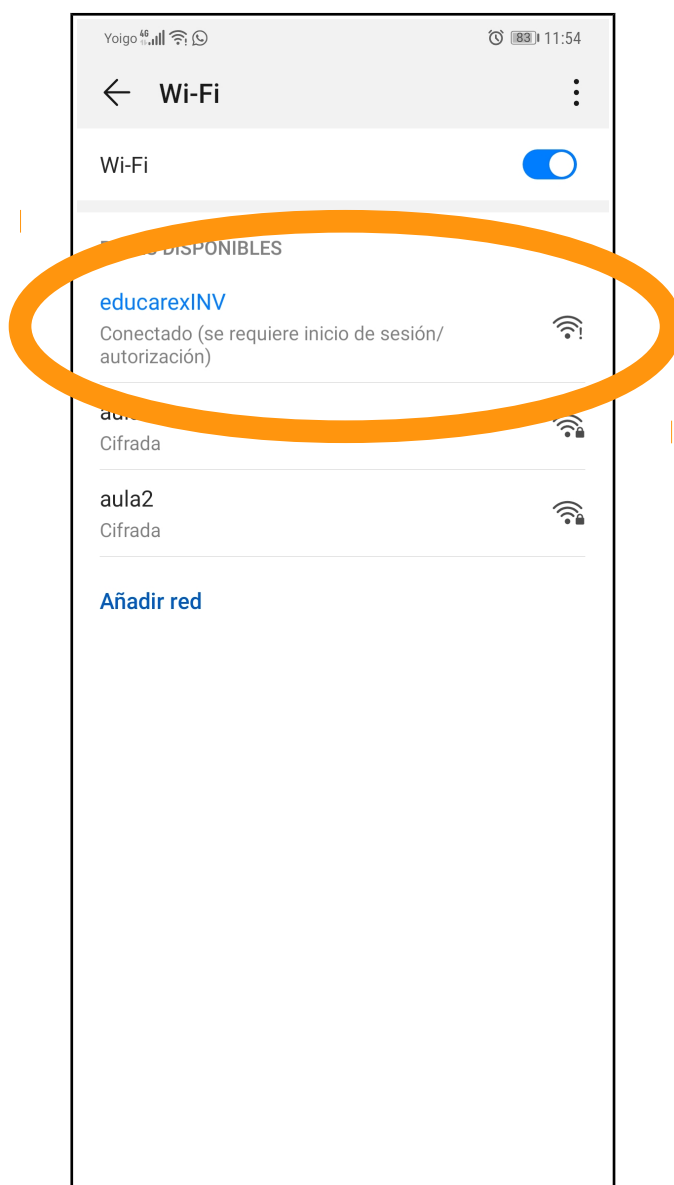 Yoigo 4G 83 11:54
Wi-Fi
Wi-Fi
DISPONIBLES
educarexINV
Conectado (se requiere inicio de sesión/
autorización)
Cifrada
aula2
Cifrada
Añadir red